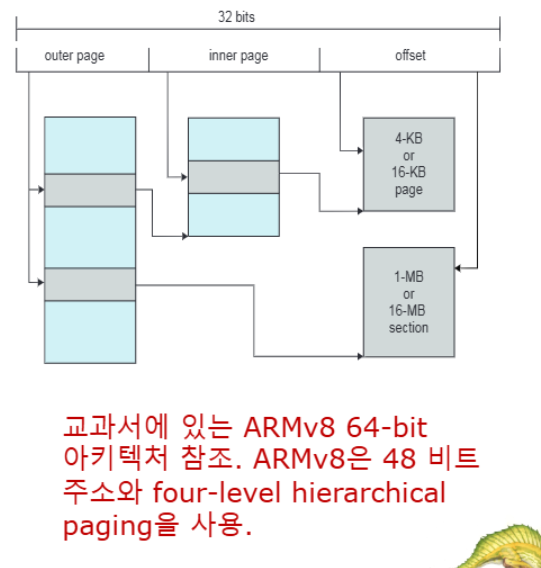 32 bits
outer page
inner page
offset
4-KB
or
16-KB
page
1-MB
or
16-MB
section
교과서에 있는 ARMv8 64-bit
아키텍처 참조. ARMv8은 48 비트
주소와 four-level hierarchical
paging을 사용.